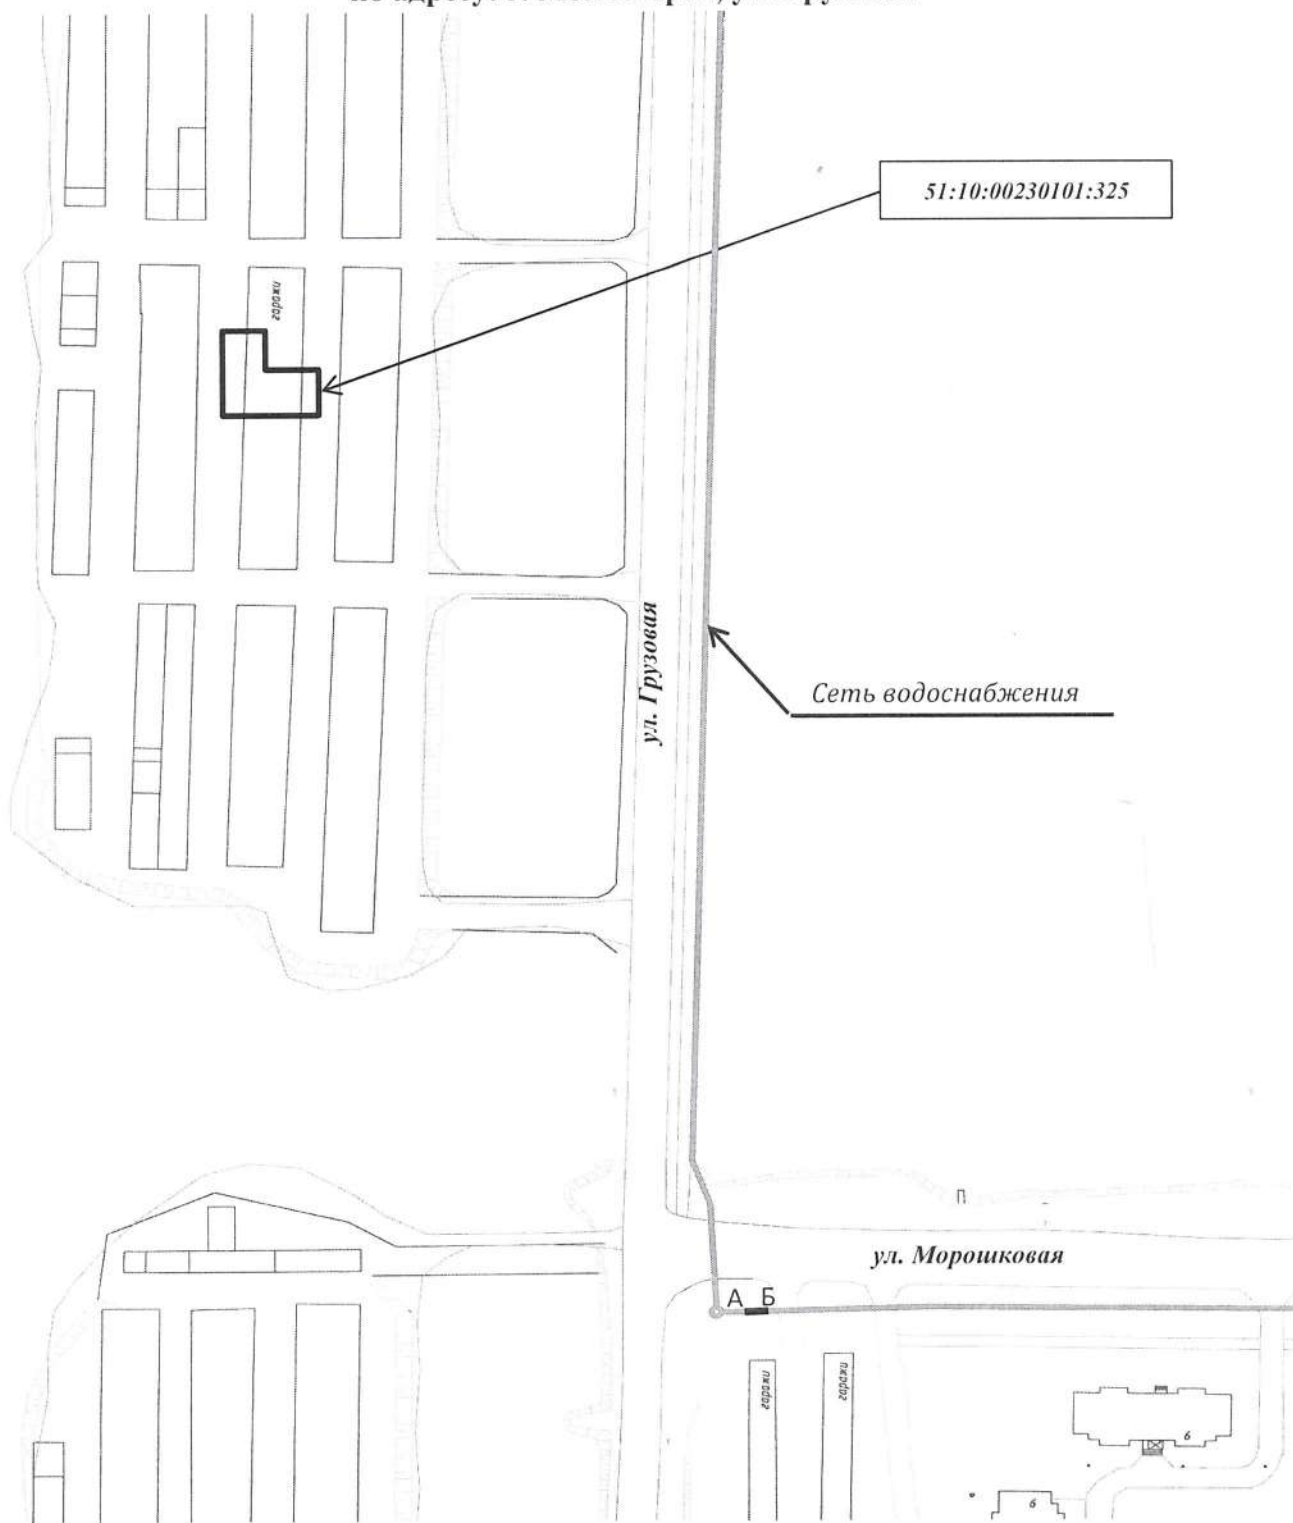 51:10:00230101:325
гаражи
ул. Грузовая
Сеть водоснабжения
П
ул. Морошковая
А Б
гаражи
гаражи
6
6